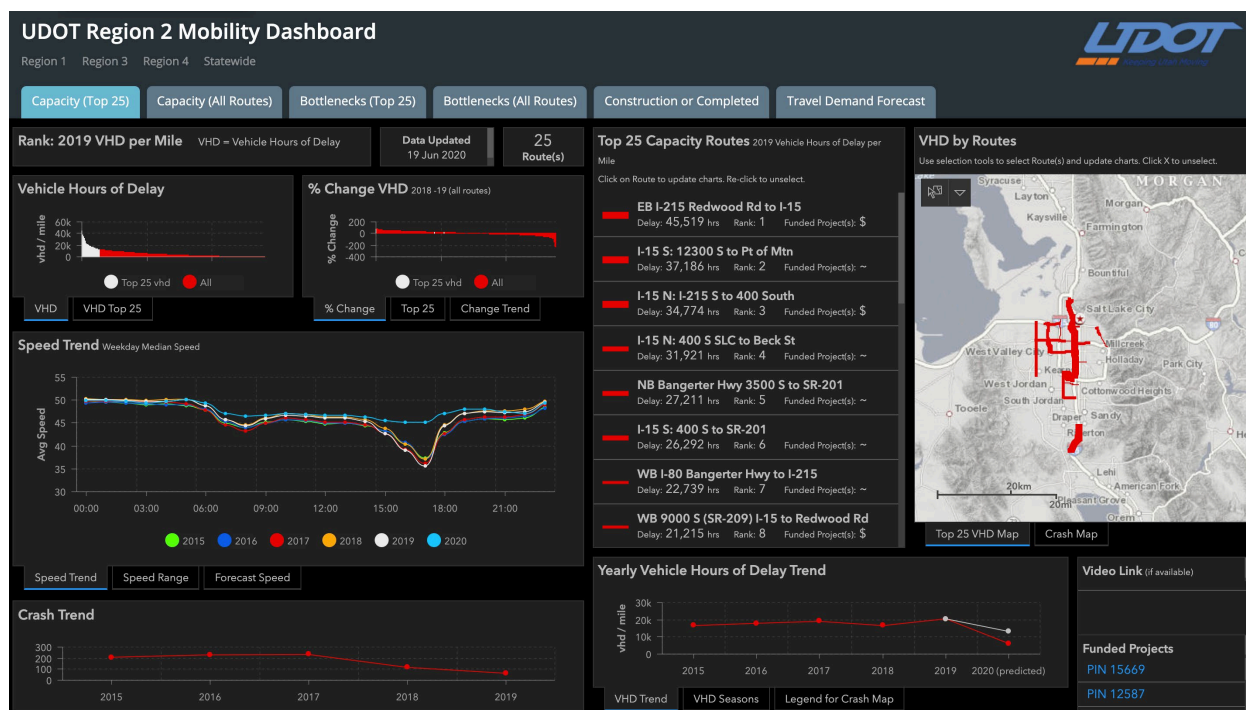 UDOT Region 2 Mobility Dashboard
Region 1 Region 3 Region 4 Statewide
UDOT
Capacity (Top 25) Capacity (All Routes) Bottlenecks (Top 25) Bottlenecks (All Routes) Construction or Completed Travel Demand Forecast
Rank: 2019 VHD per Mile VHD = Vehicle Hours of Delay
Data Updated
19 Jun 2020
25
Route(s)
Vehicle Hours of Delay
vhd / mile
60k
40k
20k
0
Top 25 vhd All
VHD VHD Top 25
% Change VHD 2018 -19 (all routes)
% Change
200
0
-200
-400
Top 25 vhd All
% Change Top 25 Change Trend
Speed Trend Weekday Median Speed
Avg Speed
55
50
45
40
35
30
00:00 03:00 06:00 09:00 12:00 15:00 18:00 21:00
2015 2016 2017 2018 2019 2020
Speed Trend Speed Range Forecast Speed
Crash Trend
300
200
100
0
2015 2016 2017 2018 2019
Top 25 Capacity Routes 2019 Vehicle Hours of Delay per
Mile
Click on Route to update charts. Re-click to unselect.
EB I-215 Redwood Rd to I-15
Delay: 45,519 hrs Rank: 1 Funded Project(s): $
I-15 S: 12300 S to Pt of Mtn
Delay: 37,186 hrs Rank: 2 Funded Project(s): ~
I-15 N: I-215 S to 400 South
Delay: 34,774 hrs Rank: 3 Funded Project(s): $
I-15 N: 400 S SLC to Beck St
Delay: 31,921 hrs Rank: 4 Funded Project(s): ~
NB Bangerter Hwy 3500 S to SR-201
Delay: 27,211 hrs Rank: 5 Funded Project(s): ~
I-15 S: 400 S to SR-201
Delay: 26,292 hrs Rank: 6 Funded Project(s): ~
WB I-80 Bangerter Hwy to I-215
Delay: 22,739 hrs Rank: 7 Funded Project(s): ~
WB 9000 S (SR-209) I-15 to Redwood Rd
Delay: 21,215 hrs Rank: 8 Funded Project(s): $
Yearly Vehicle Hours of Delay Trend
vhd / mile
30k
20k
10k
0
2015 2016 2017 2018 2019 2020 (predicted)
VHD Trend VHD Seasons Legend for Crash Map
VHD by Routes
Use selection tools to select Route(s) and update charts. Click X to unselect.
Syracuse
MORGAN
Layton
Morgan
Kaysville
Farmington
Bountiful
Salt Lake City
80
West Valley City
Millcreek
Holladay
Park City
West Jordan
Cottonwood Heights
South Jordan
Tooele
Draper Sandy
Lehi
American Fork
Pleasant Grove
Orem
20km
20mi
Top 25 VHD Map Crash Map
Video Link (if available)
Funded Projects
PIN 15669
PIN 12587